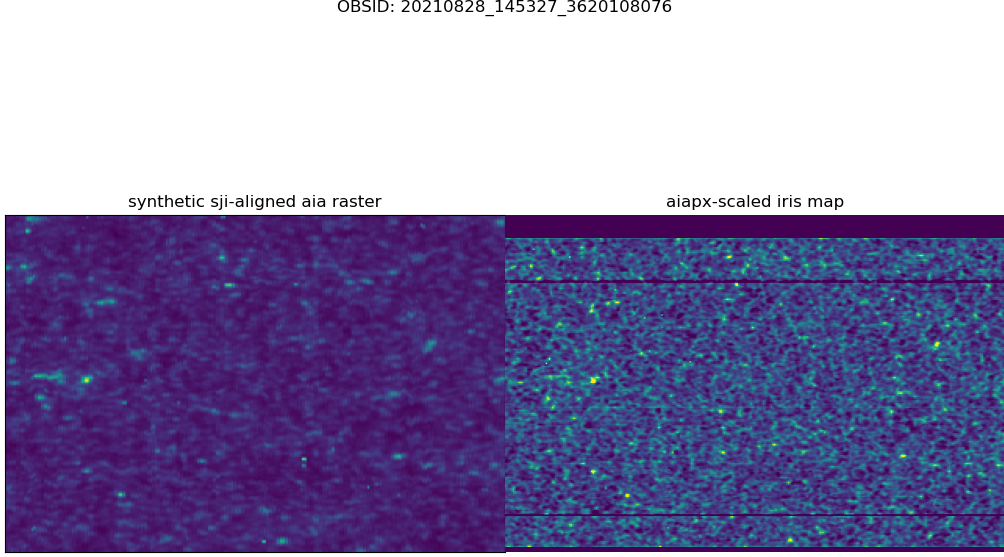 OBSID: 20210828_145327_3620108076
synthetic sji-aligned aia raster
aiapx-scaled iris map